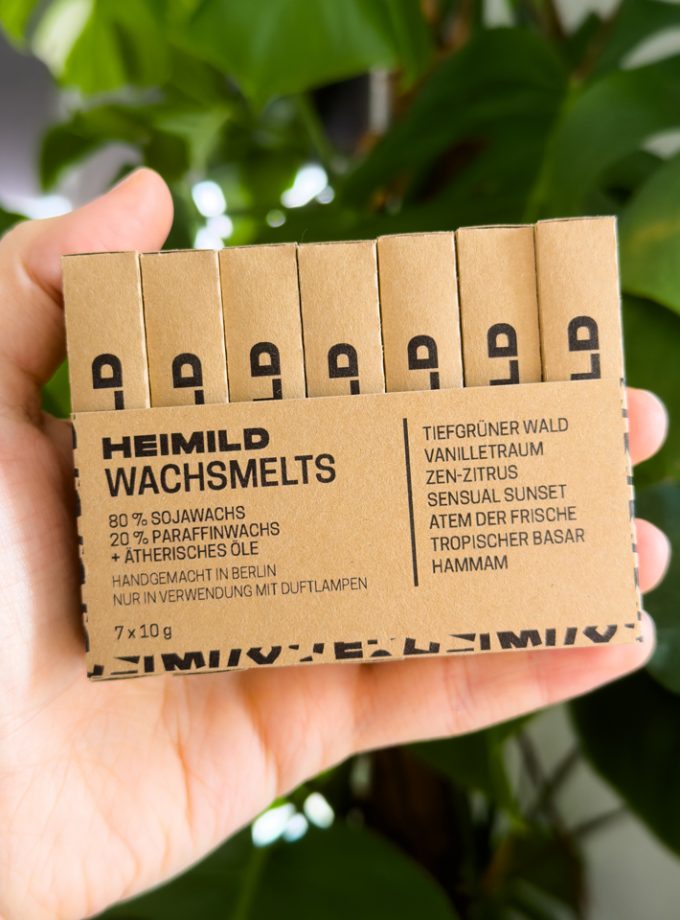 HEIMILD
WACHSMELTS
80 % SOJAWACHS
20 % PARAFFINWACHS
+ ÄTHERISCHES ÖLE
HANDGEMACHT IN BERLIN
NUR IN VERWENDUNG MIT DUFTLAMPEN
7 x 10 g
TIEFGRÜNER WALD
VANILLETRAUM
ZEN-ZITRUS
SENSUAL SUNSET
ATEM DER FRISCHE
TROPISCHER BASAR
HAMMAM